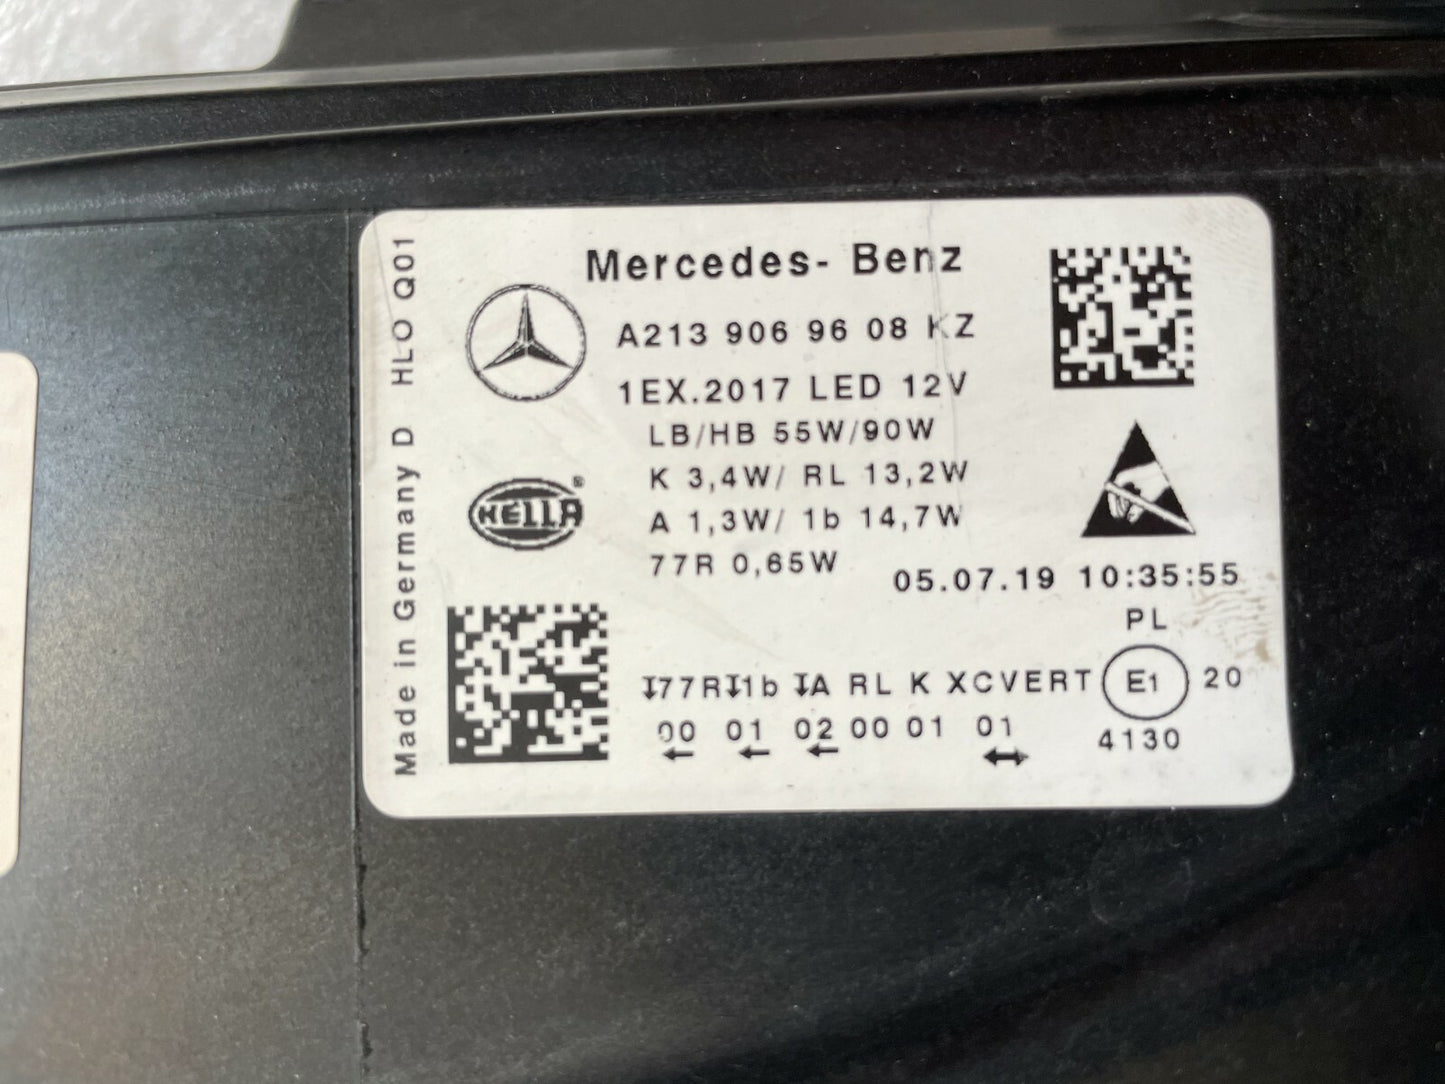 Made in Germany D HLO Q01
Mercedes- Benz
A213 906 96 08 KZ
1EX.2017 LED 12V
LB/HB 55W/90W
K 3,4W/ RL 13,2W
A 1,3W/ 1b 14,7W
77R 0,65W
HELLA®
05.07.19 10:35:55
PL
↧77R↧1b ↧A RL K XCVERT E1 20
00 01 02 00 01 01
← ← ← ↔
4130